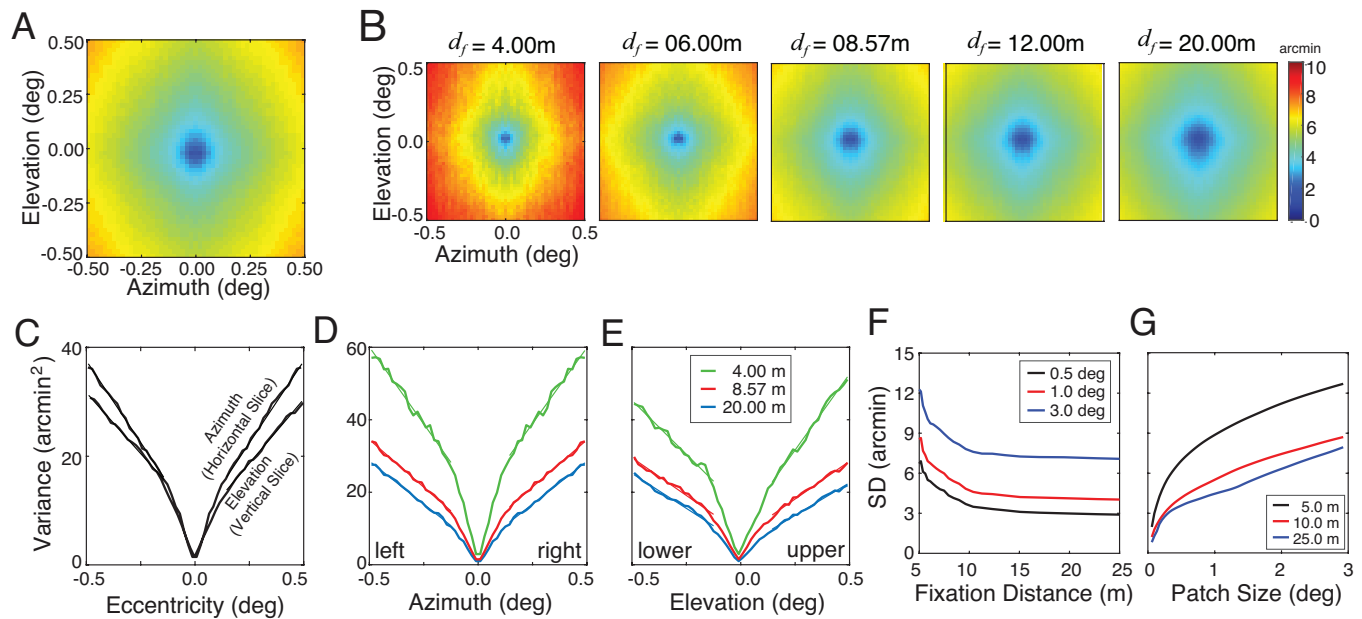 A
B
d_f = 4.00m
d_f = 06.00m
d_f = 08.57m
d_f = 12.00m
d_f = 20.00m
arcmin
0.50
0.25
0.00
-0.25
-0.50
Elevation (deg)
-0.50 -0.25 0.00 0.25 0.50
Azimuth (deg)
0.5
0.0
-0.5
Elevation (deg)
-0.5 0.0 0.5
Azimuth (deg)
10
8
6
4
2
0
C
40
20
0
Variance (arcmin²)
Azimuth
(Horizontal Slice)
Elevation
(Vertical Slice)
-0.5 0.0 0.5
Eccentricity (deg)
D
60
40
20
0
left
right
-0.5 0.0 0.5
Azimuth (deg)
E
4.00 m
8.57 m
20.00 m
lower
upper
-0.5 0.0 0.5
Elevation (deg)
F
15
12
9
6
3
0
SD (arcmin)
0.5 deg
1.0 deg
3.0 deg
5 10 15 20 25
Fixation Distance (m)
G
5.0 m
10.0 m
25.0 m
0 1 2 3
Patch Size (deg)